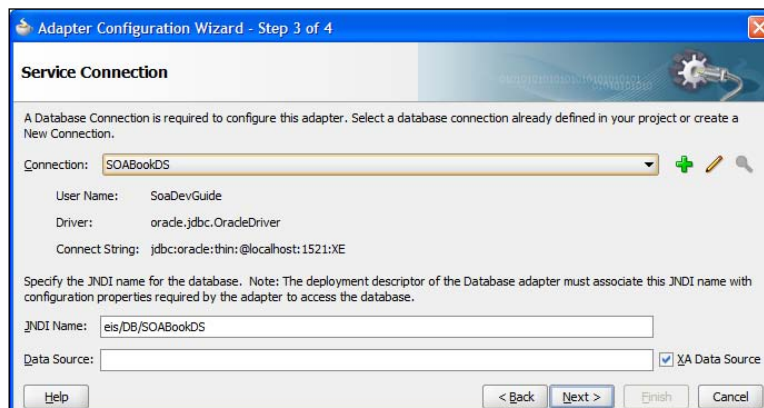 Adapter Configuration Wizard - Step 3 of 4
Service Connection
A Database Connection is required to configure this adapter. Select a database connection already defined in your project or create a
New Connection.
Connection: SOABookDS
User Name: SoaDevGuide
Driver: oracle.jdbc.OracleDriver
Connect String: jdbc:oracle:thin:@localhost:1521:XE
Specify the JNDI name for the database. Note: The deployment descriptor of the Database adapter must associate this JNDI name with
configuration properties required by the adapter to access the database.
JNDI Name: eis/DB/SOABookDS
Data Source: XA Data Source
Help < Back Next > Finish Cancel